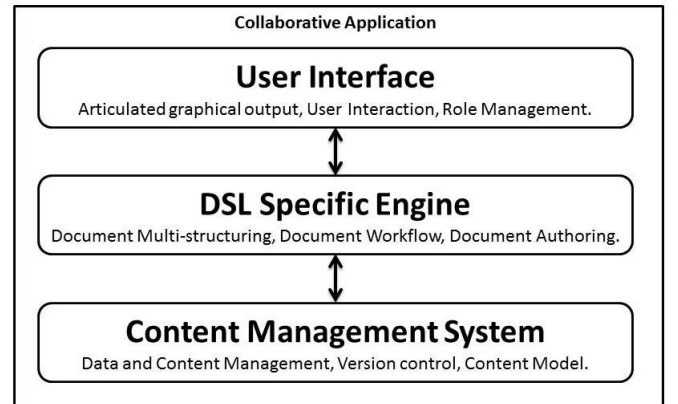 Collaborative Application
User Interface
Articulated graphical output, User Interaction, Role Management.
DSL Specific Engine
Document Multi-structuring, Document Workflow, Document Authoring.
Content Management System
Data and Content Management, Version control, Content Model.